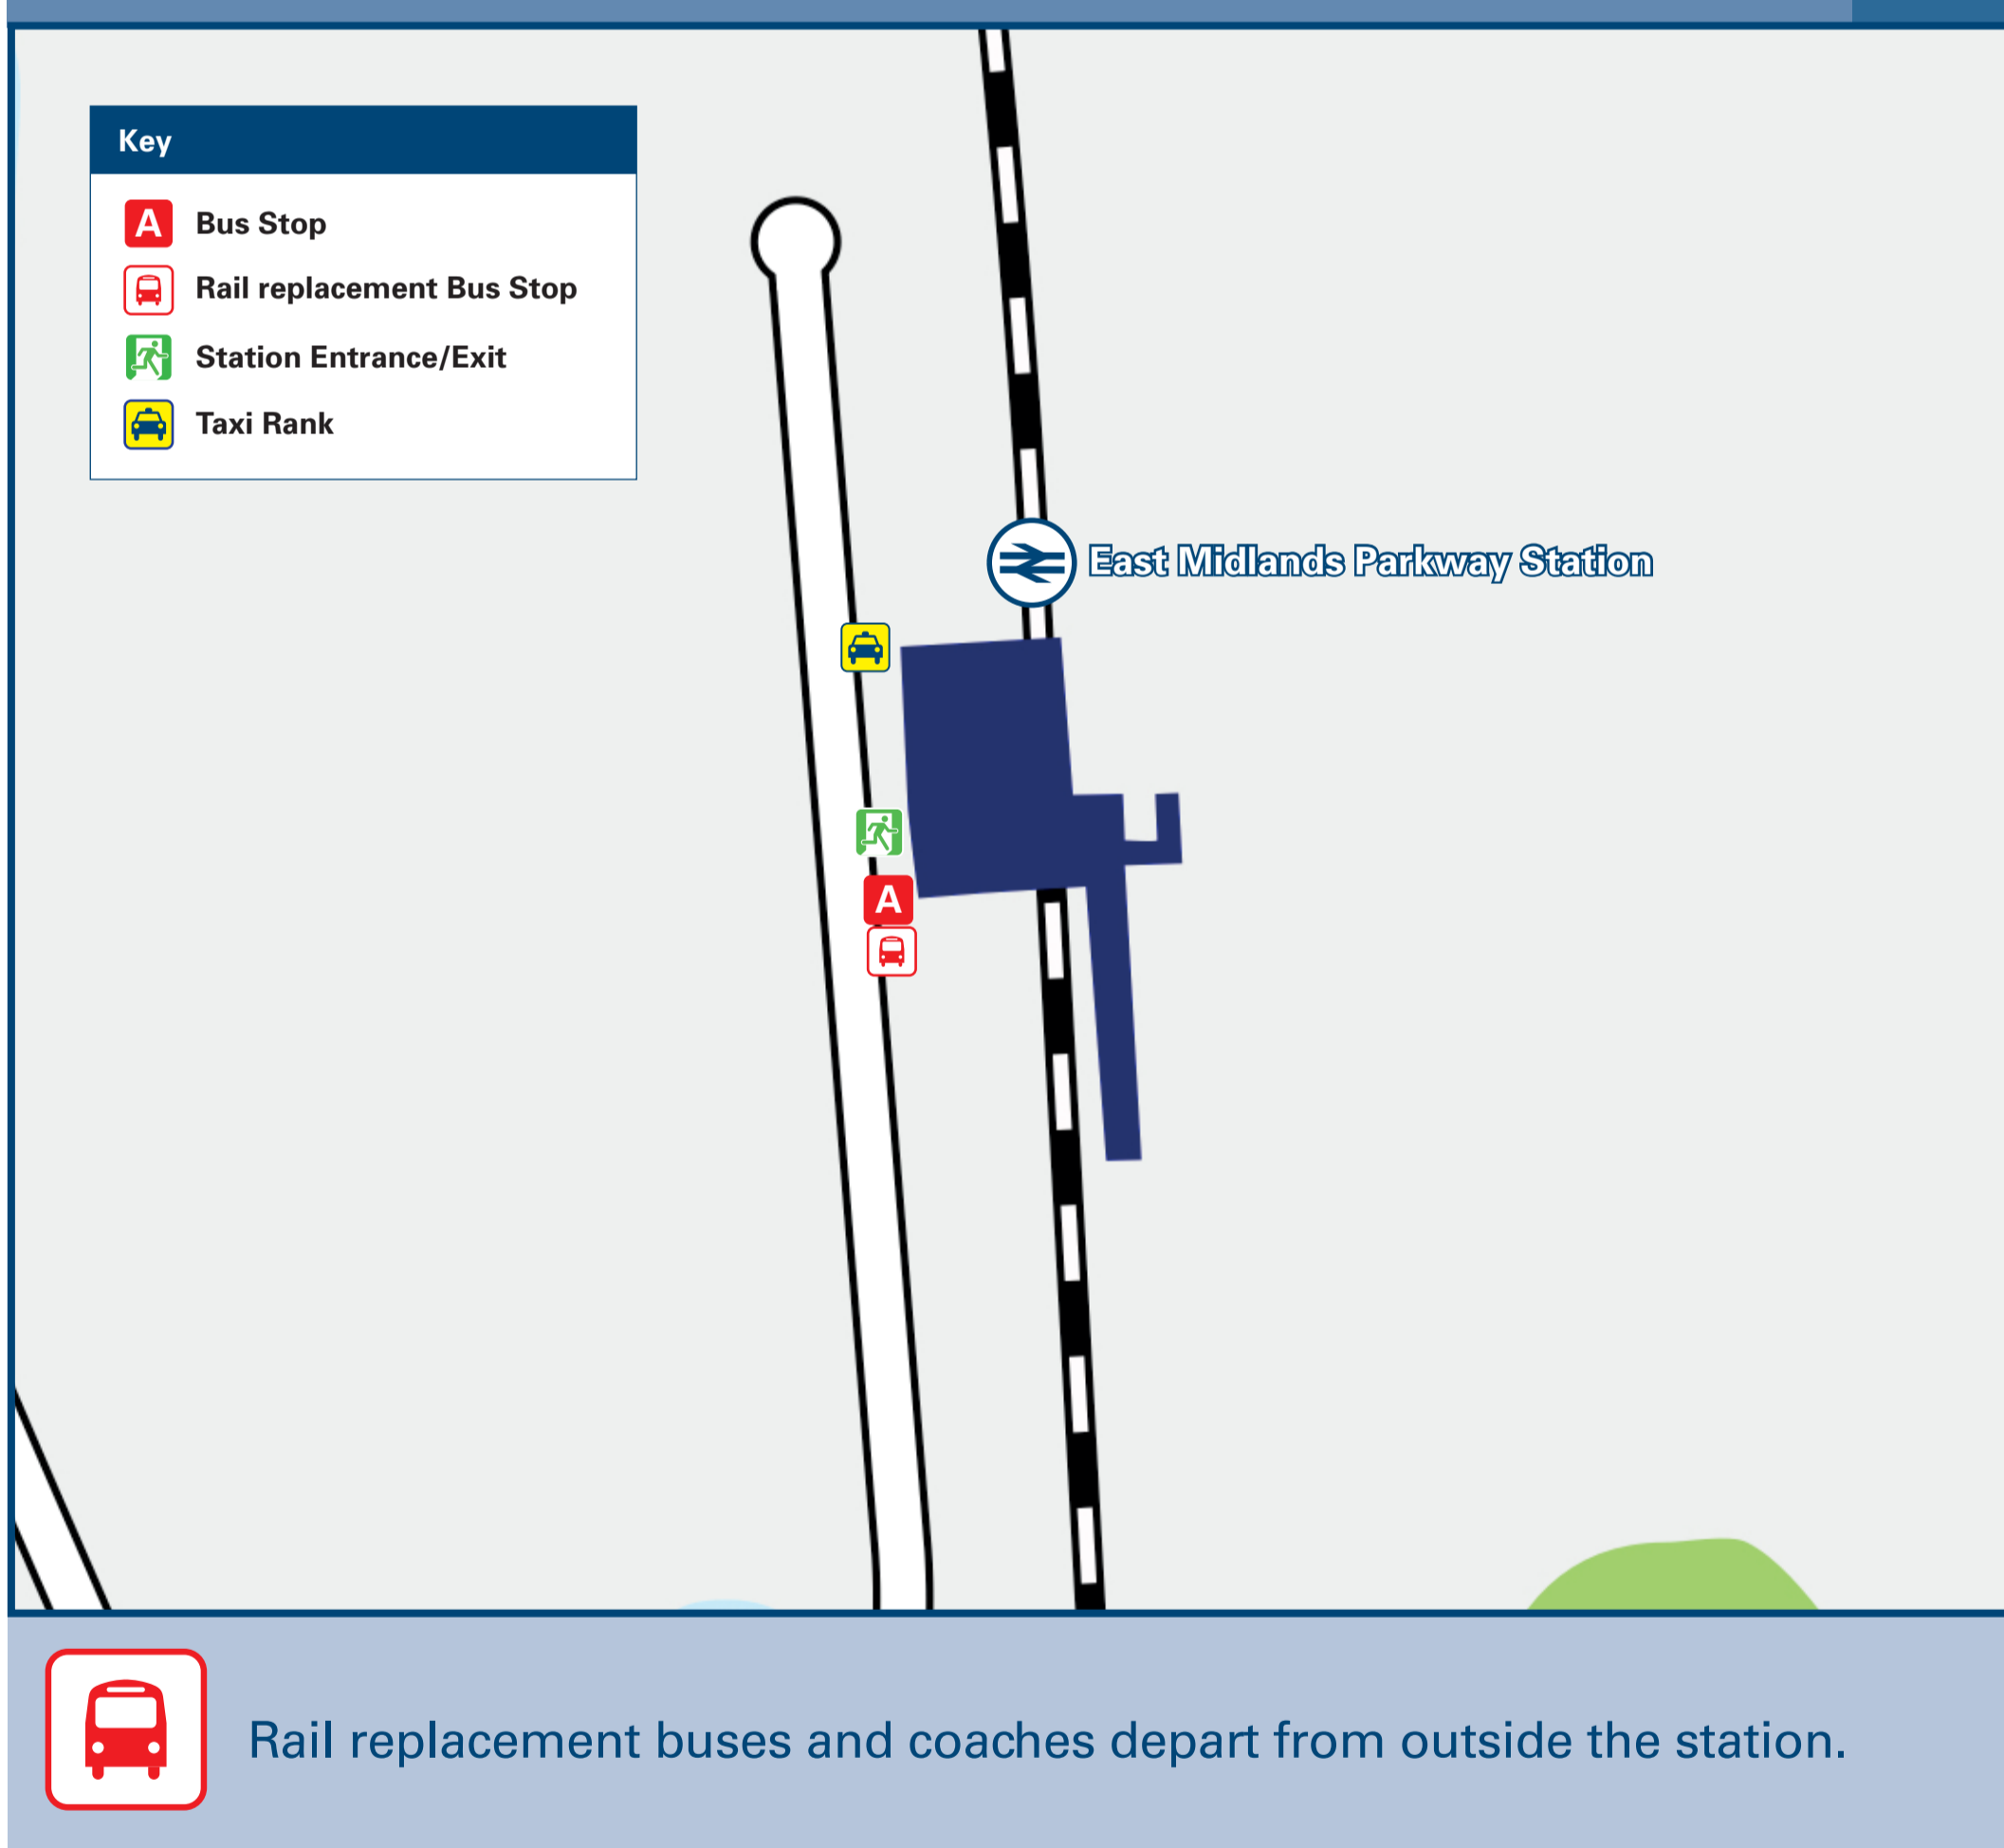 Key
A Bus Stop
Rail replacement Bus Stop
Station Entrance/Exit
Taxi Rank
East Midlands Parkway Station
A
Rail replacement buses and coaches depart from outside the station.